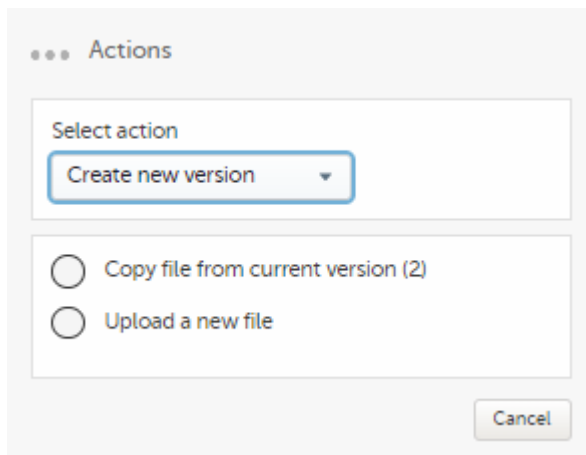 Actions
Select action
Create new version
Copy file from current version (2)
Upload a new file
Cancel